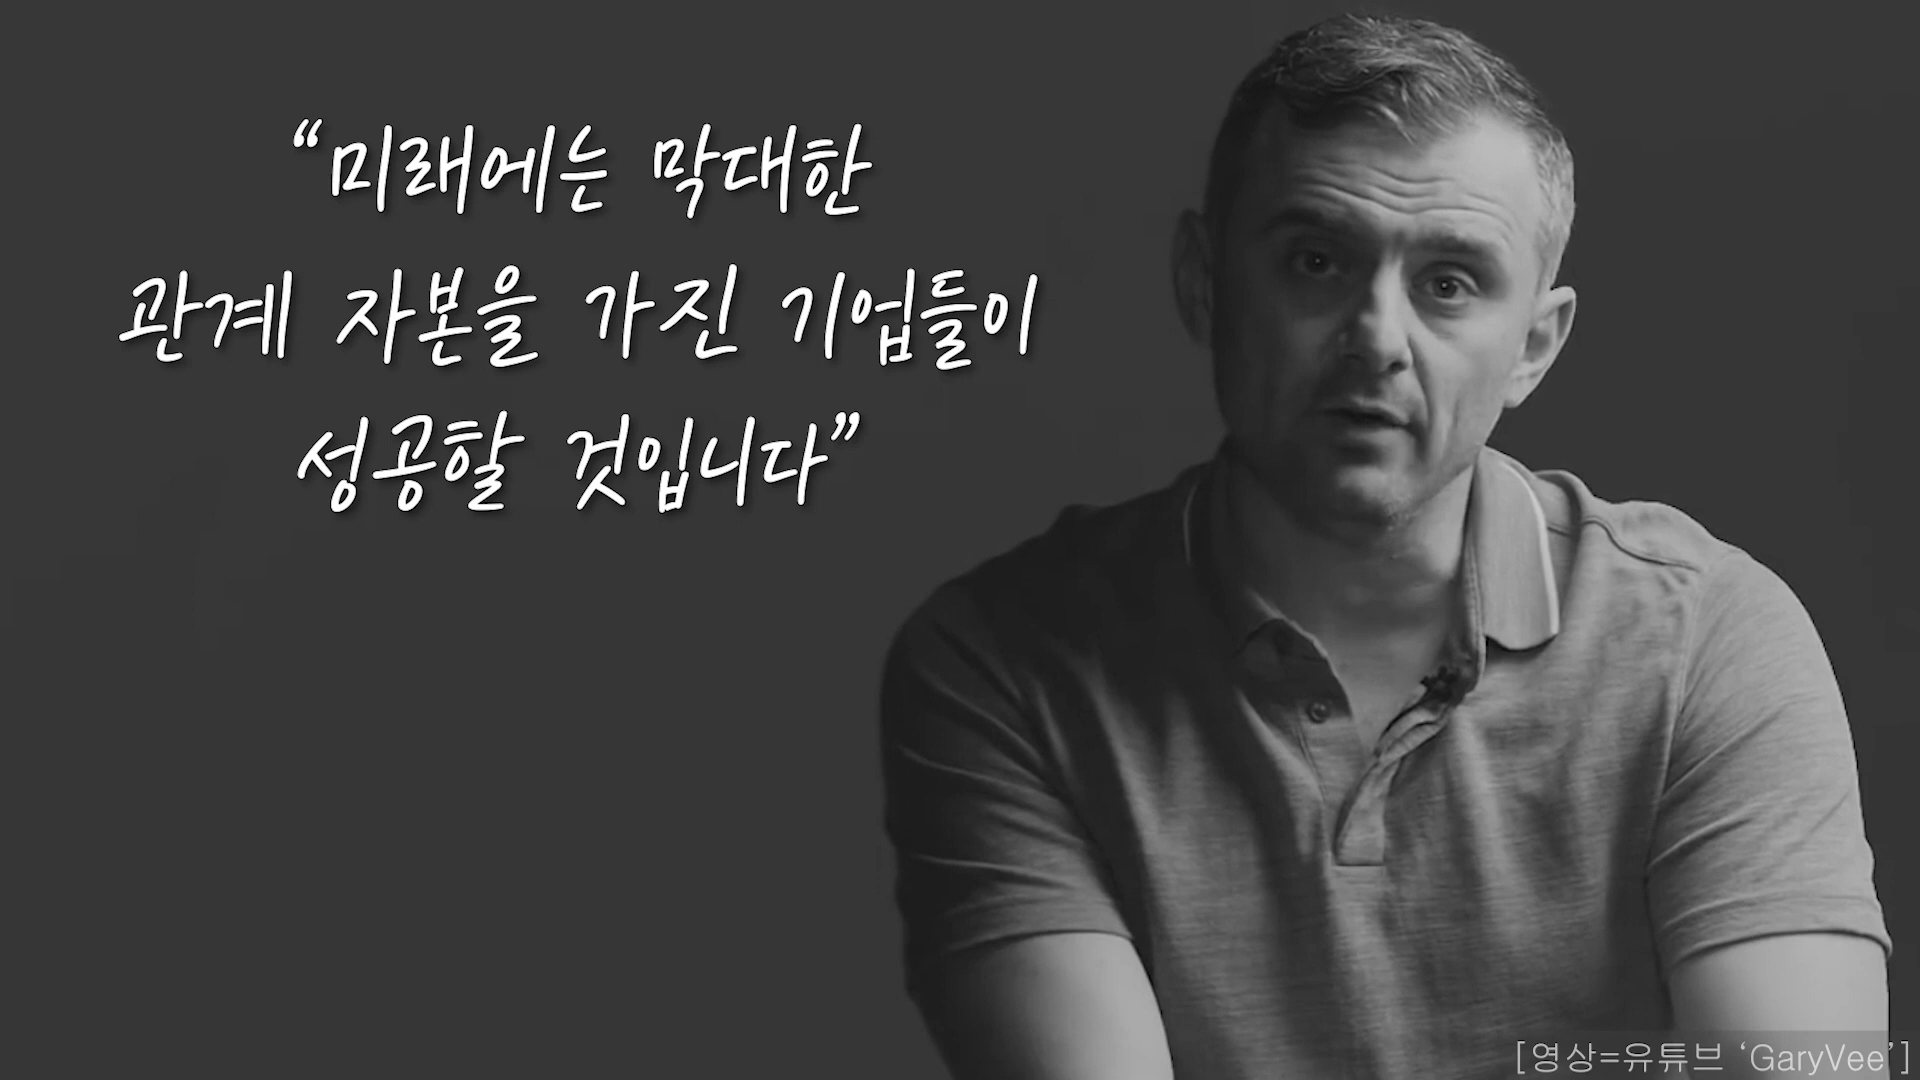 “미래에는 막대한
관계 자본을 가진 기업들이
성공할 것입니다”
[영상=유튜브 ‘GaryVee’]